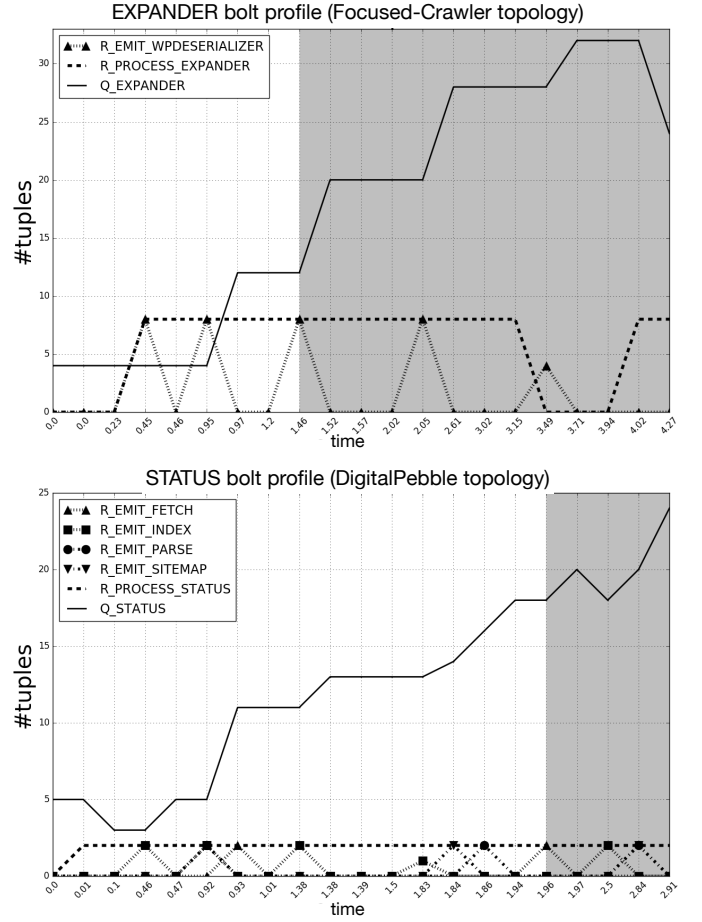 EXPANDER bolt profile (Focused-Crawler topology)
R_EMIT_WPDESERIALIZER
R_PROCESS_EXPANDER
Q_EXPANDER
#tuples
30
25
20
15
10
5
0
0.0 0.0 0.23 0.45 0.46 0.95 0.97 1.2 1.46 1.52 1.57 2.02 2.05 2.61 3.02 3.15 3.49 3.71 3.94 4.02 4.27
time
STATUS bolt profile (DigitalPebble topology)
R_EMIT_FETCH
R_EMIT_INDEX
R_EMIT_PARSE
R_EMIT_SITEMAP
R_PROCESS_STATUS
Q_STATUS
#tuples
25
20
15
10
5
0
0.0 0.01 0.1 0.46 0.47 0.92 0.93 1.01 1.38 1.38 1.39 1.5 1.83 1.84 1.86 1.94 1.96 1.97 2.5 2.84 2.91
time